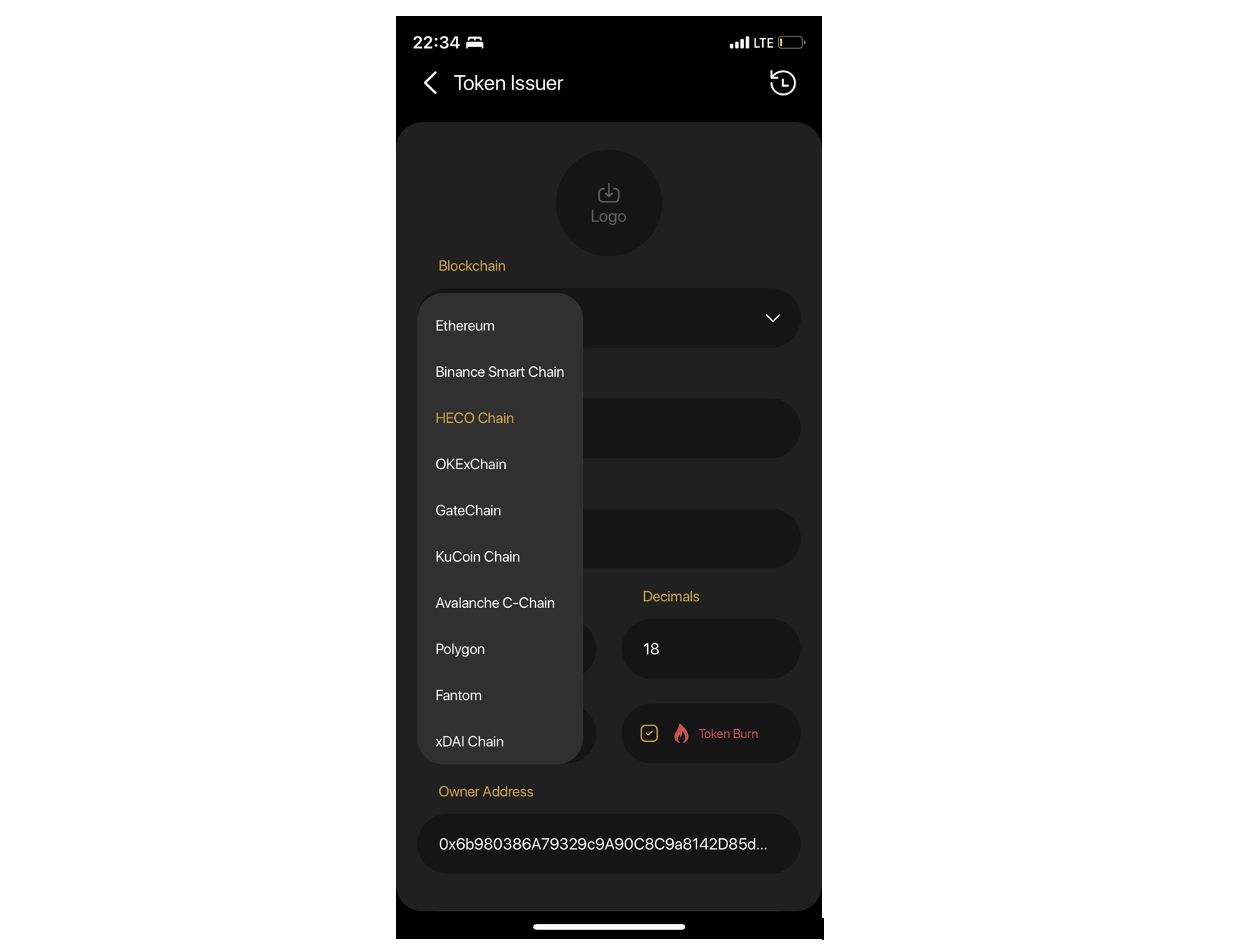 22:34 LTE
Token Issuer
Logo
Blockchain
Ethereum
Binance Smart Chain
HECO Chain
OKExChain
GateChain
KuCoin Chain
Avalanche C-Chain
Decimals
Polygon
18
Fantom
Token Burn
xDAI Chain
Owner Address
0x6b980386A79329c9A90C8C9a8142D85d...